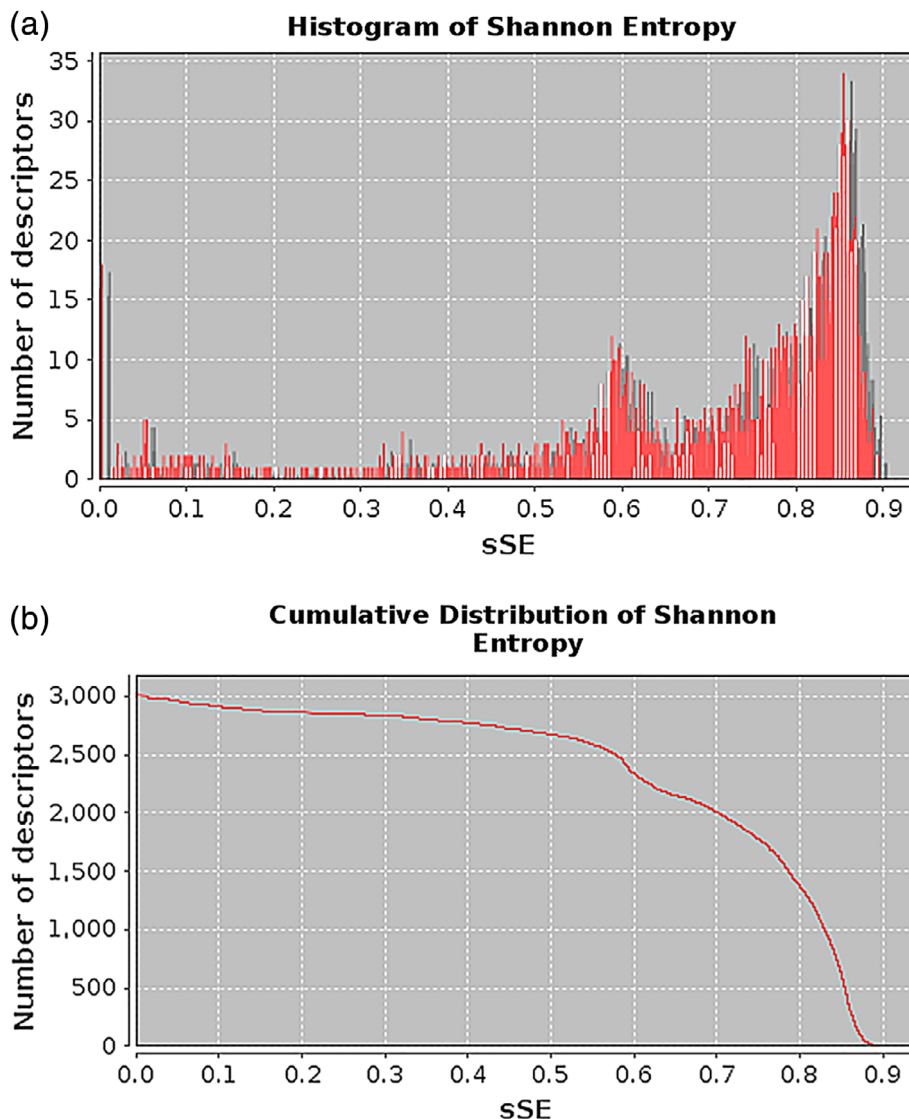 (a)
Histogram of Shannon Entropy
Number of descriptors
35
30
25
20
15
10
5
0
0.0 0.1 0.2 0.3 0.4 0.5 0.6 0.7 0.8 0.9
sSE
(b)
Cumulative Distribution of Shannon
Entropy
Number of descriptors
3,000
2,500
2,000
1,500
1,000
500
0
0.0 0.1 0.2 0.3 0.4 0.5 0.6 0.7 0.8 0.9
sSE